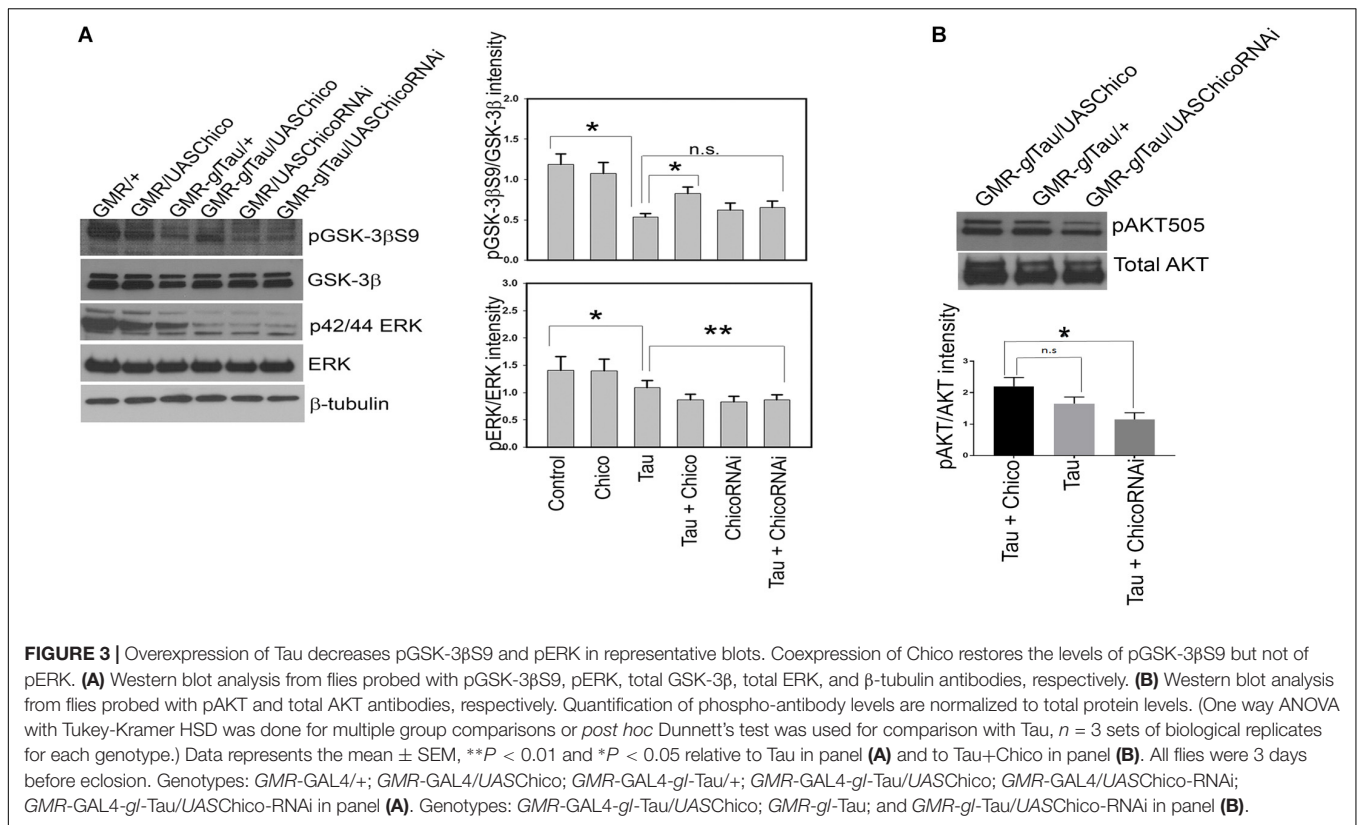 A
GMR/+
GMR/UASChico
GMR-glTau/+
GMR-glTau/UASChico
GMR/UASChicoRNAi
GMR-glTau/UASChicoRNAi
pGSK-3βS9
GSK-3β
p42/44 ERK
ERK
β-tubulin
pGSK-3βS9/GSK-3β intensity
2.0
1.5
1.0
0.5
0.0
*
*
n.s.
pERK/ERK intensity
3.0
2.5
2.0
1.5
1.0
0.5
0.0
*
**
Control
Chico
Tau
Tau + Chico
ChicoRNAi
Tau + ChicoRNAi
B
GMR-glTau/UASChico
GMR-glTau/+
GMR-glTau/UASChicoRNAi
pAKT505
Total AKT
pAKT/AKT intensity
3
2
1
0
*
n.s
Tau + Chico
Tau
Tau + ChicoRNAi
FIGURE 3 | Overexpression of Tau decreases pGSK-3βS9 and pERK in representative blots. Coexpression of Chico restores the levels of pGSK-3βS9 but not of
pERK. (A) Western blot analysis from flies probed with pGSK-3βS9, pERK, total GSK-3β, total ERK, and β-tubulin antibodies, respectively. (B) Western blot analysis
from flies probed with pAKT and total AKT antibodies, respectively. Quantification of phospho-antibody levels are normalized to total protein levels. (One way ANOVA
with Tukey-Kramer HSD was done for multiple group comparisons or post hoc Dunnett's test was used for comparison with Tau, n = 3 sets of biological replicates
for each genotype.) Data represents the mean ± SEM, **P < 0.01 and *P < 0.05 relative to Tau in panel (A) and to Tau+Chico in panel (B). All flies were 3 days
before eclosion. Genotypes: GMR-GAL4/+; GMR-GAL4/UASChico; GMR-GAL4-gl-Tau/+; GMR-GAL4-gl-Tau/UASChico; GMR-GAL4/UASChico-RNAi;
GMR-GAL4-gl-Tau/UASChico-RNAi in panel (A). Genotypes: GMR-GAL4-gl-Tau/UASChico; GMR-gl-Tau; and GMR-gl-Tau/UASChico-RNAi in panel (B).